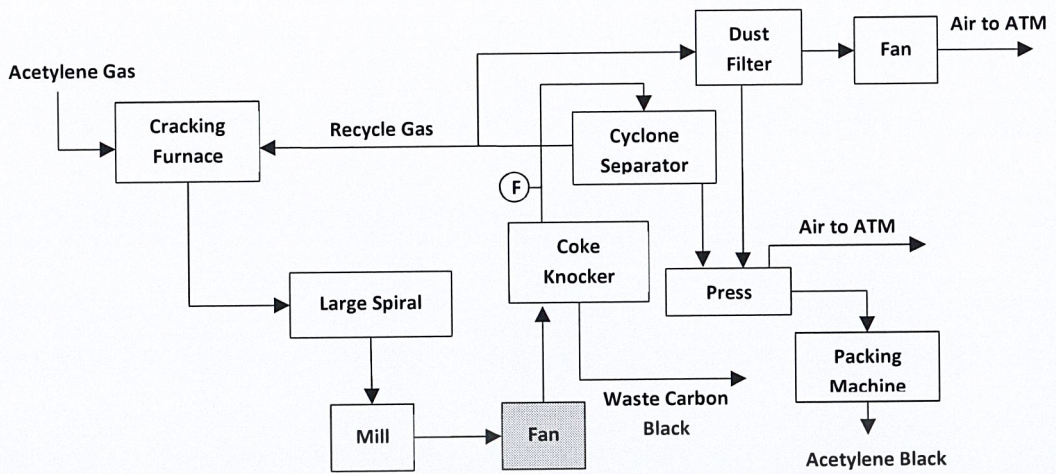 Acetylene Gas
Cracking
Furnace
Recycle Gas
Dust
Filter
Fan
Air to ATM
Cyclone
Separator
F
Coke
Knocker
Air to ATM
Press
Large Spiral
Packing
Machine
Waste Carbon
Black
Mill
Fan
Acetylene Black